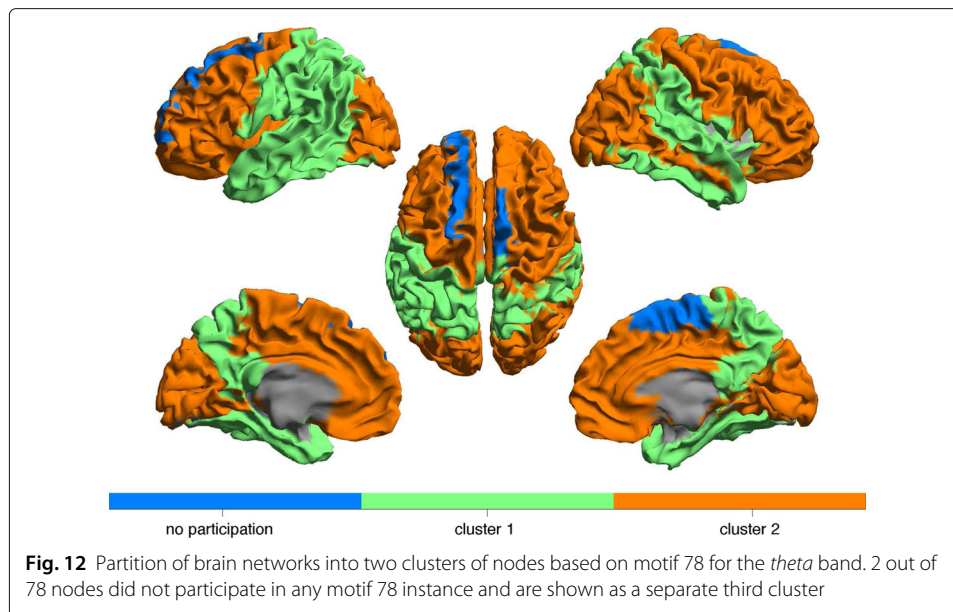 no participation
cluster 1
cluster 2
Fig. 12 Partition of brain networks into two clusters of nodes based on motif 78 for the theta band. 2 out of
78 nodes did not participate in any motif 78 instance and are shown as a separate third cluster